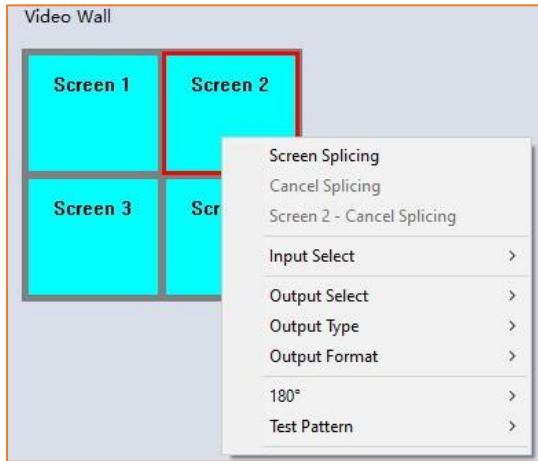 Video Wall
Screen 1
Screen 2
Screen 3
Scr
Screen Splicing
Cancel Splicing
Screen 2 - Cancel Splicing
Input Select
Output Select
Output Type
Output Format
180°
Test Pattern